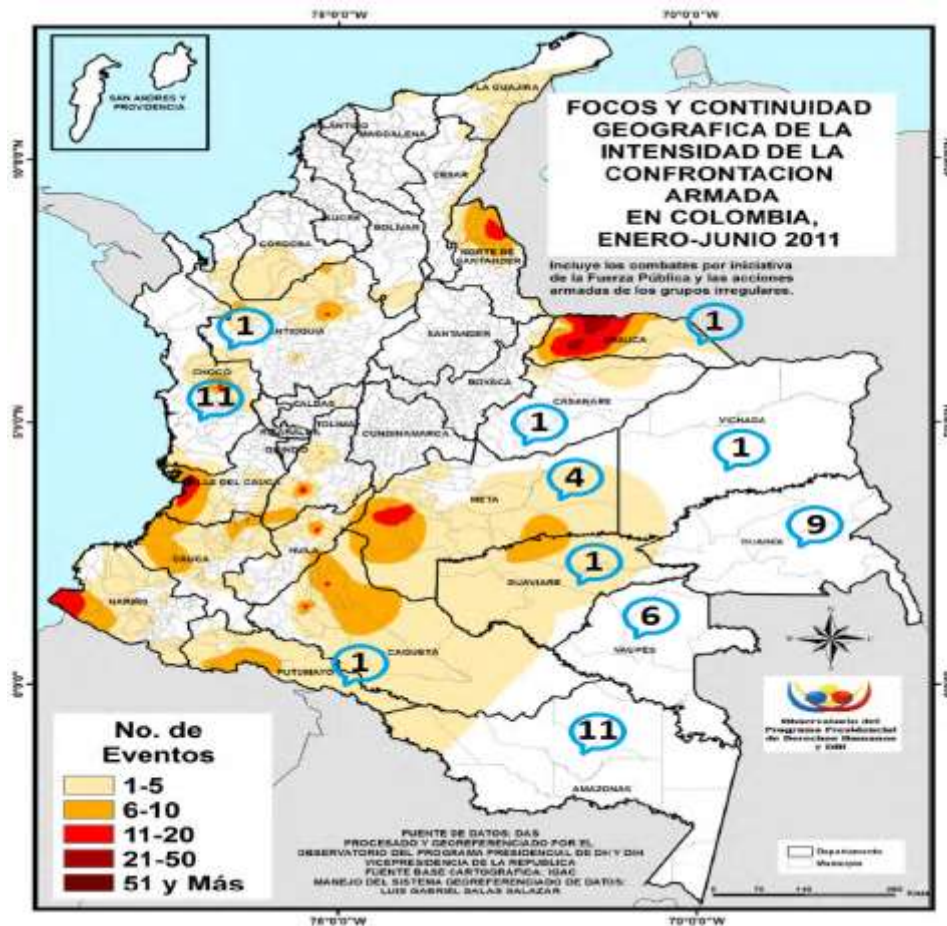 78°0'0"W 70°0'0"W
SAN ANDRES Y
PROVIDENCIA
FOCOS Y CONTINUIDAD
GEOGRAFICA DE LA
INTENSIDAD DE LA
CONFRONTACION
ARMADA
EN COLOMBIA,
ENERO-JUNIO 2011
Incluye los combates por iniciativa
de la Fuerza Pública y las acciones
armadas de los grupos irregulares.
LA GUAJIRA
MAGDALENA
CESAR
SUCRE
BOLIVAR
CORDOBA
NORTE DE
SANTANDER
1
ANTIOQUIA
SANTANDER
1
ARAUCA
CHOCO
11
BOYACA
CASANARE
1
CALDAS
TOLIMA
CUNDINAMARCA
VICHADA
1
VALLE DEL CAUCA
META
4
GUAINIA
9
CAUCA
HUILA
GUAVIARE
1
NARIÑO
6
VAUPÉS
1
CAQUETA
PUTUMAYO
11
AMAZONAS
Observatorio del
Programa Presidencial
de Derechos Humanos
y DIH
No. de
Eventos
1-5
6-10
11-20
21-50
51 y Más
FUENTE DE DATOS: DAS
PROCESADO Y GEOREFERENCIADO POR EL
OBSERVATORIO DEL PROGRAMA PRESIDENCIAL DE DH Y DIH
VICEPRESIDENCIA DE LA REPUBLICA
FUENTE BASE CARTOGRAFICA: IGAC
MANEJO DEL SISTEMA GEOREFERENCIADO DE DATOS:
LUIS GABRIEL SALAS SALAZAR
Departamento
Municipio
70°0'0"W